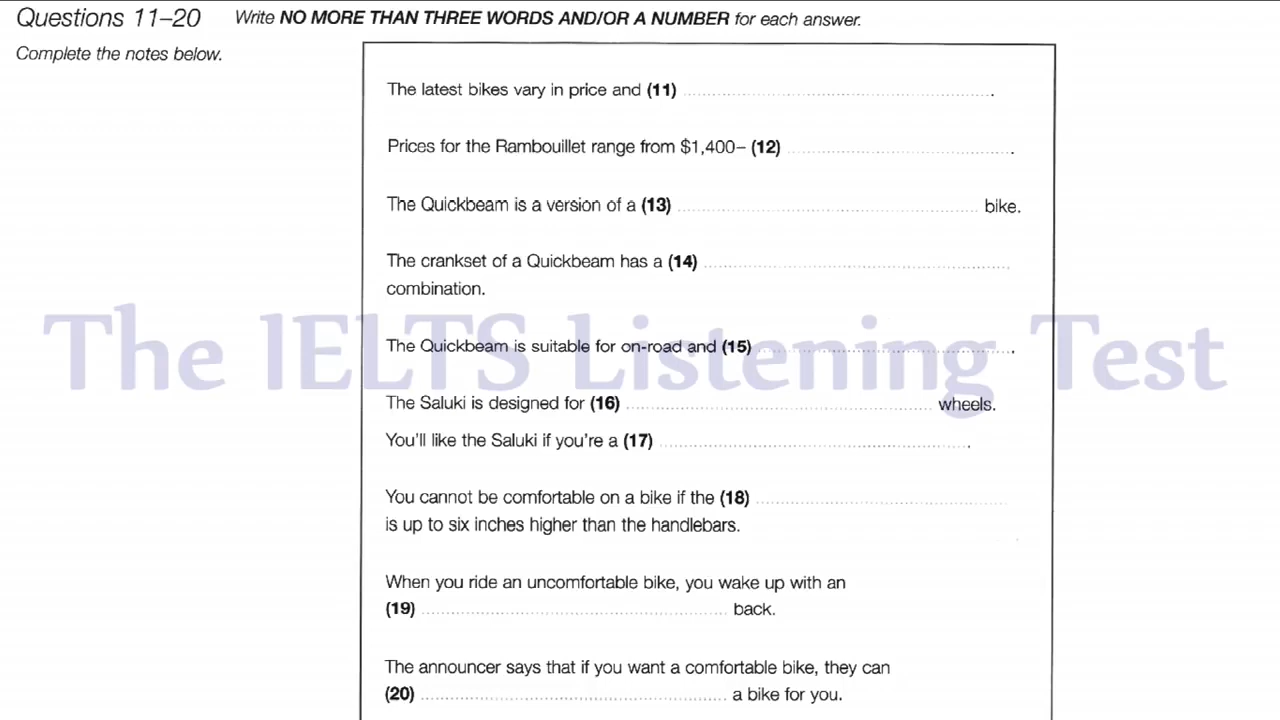 Questions 11–20 Write NO MORE THAN THREE WORDS AND/OR A NUMBER for each answer.
Complete the notes below.
The latest bikes vary in price and (11) .
Prices for the Rambouillet range from $1,400– (12) .
The Quickbeam is a version of a (13) bike.
The crankset of a Quickbeam has a (14)
combination.
The IELTS Listening Test
The Quickbeam is suitable for on-road and (15) .
The Saluki is designed for (16) wheels.
You'll like the Saluki if you're a (17) .
You cannot be comfortable on a bike if the (18)
is up to six inches higher than the handlebars.
When you ride an uncomfortable bike, you wake up with an
(19) back.
The announcer says that if you want a comfortable bike, they can
(20) a bike for you.